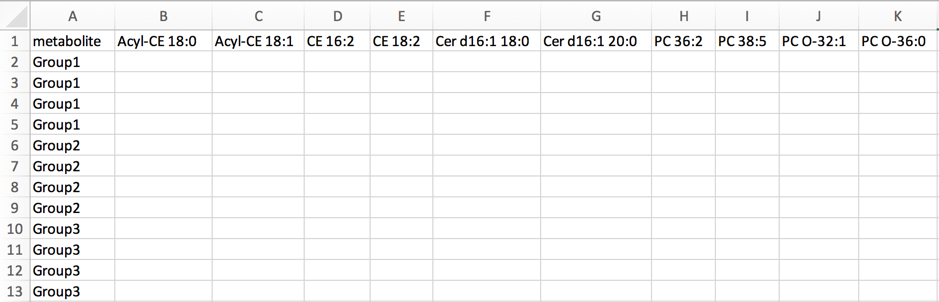 A B C D E F G H I J K
1 metabolite Acyl-CE 18:0 Acyl-CE 18:1 CE 16:2 CE 18:2 Cer d16:1 18:0 Cer d16:1 20:0 PC 36:2 PC 38:5 PC O-32:1 PC O-36:0
2 Group1
3 Group1
4 Group1
5 Group1
6 Group2
7 Group2
8 Group2
9 Group2
10 Group3
11 Group3
12 Group3
13 Group3